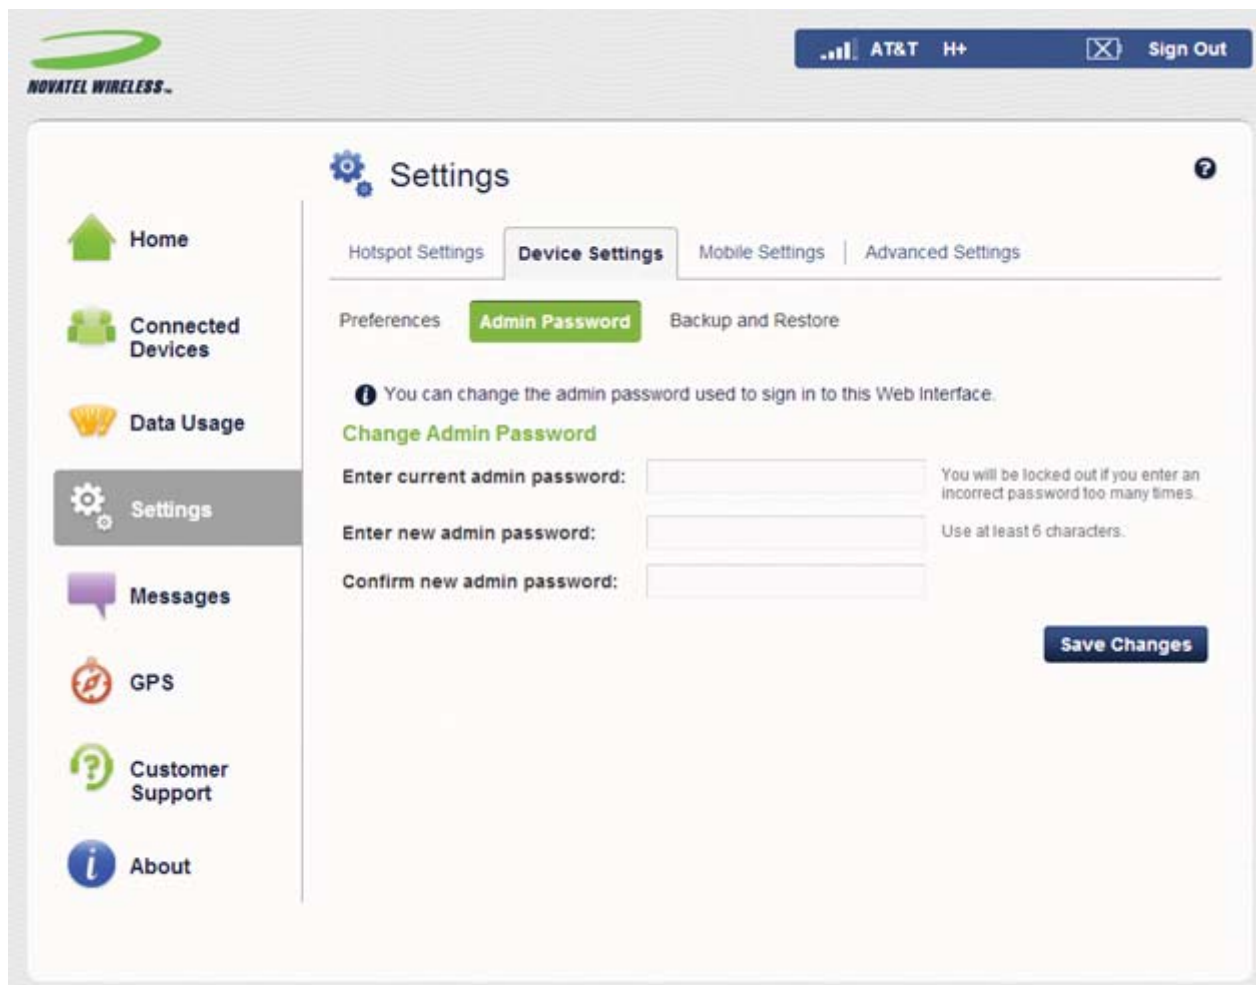 AT&T H+ Sign Out
NOVATEL WIRELESS™
Settings
?
Home
Connected
Devices
Data Usage
Settings
Messages
GPS
?
Customer
Support
i
About
Hotspot Settings Device Settings Mobile Settings | Advanced Settings
Preferences Admin Password Backup and Restore
i You can change the admin password used to sign in to this Web Interface.
Change Admin Password
Enter current admin password:
You will be locked out if you enter an
incorrect password too many times.
Enter new admin password:
Use at least 6 characters.
Confirm new admin password:
Save Changes